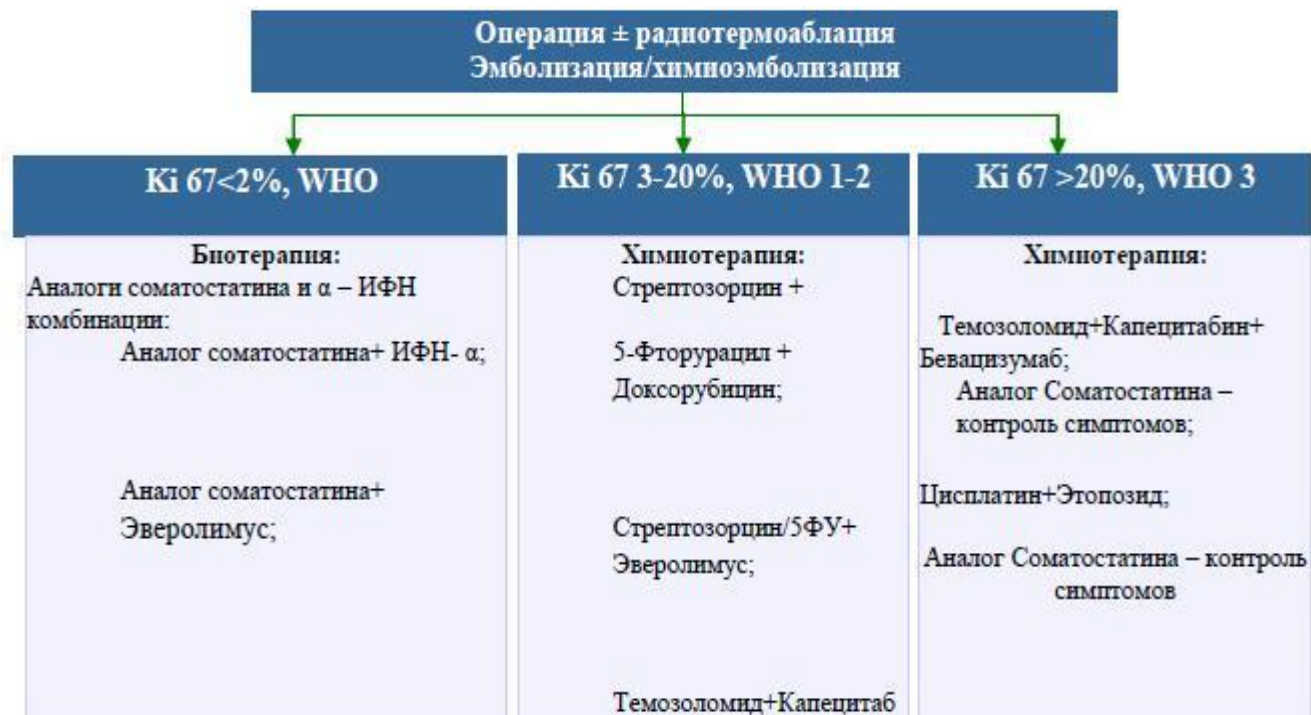 Операция ± радиотермоаблация
Эмболизация/химиоэмболизация
Ki 67<2%, WHO
Биотерапия:
Аналоги соматостатина и α – ИФН
комбинации:
Аналог соматостатина+ ИФН- α;
Аналог соматостатина+
Эверолимус;
Ki 67 3-20%, WHO 1-2
Химиотерапия:
Стрептозорцин +
5-Фторурацил +
Доксорубицин;
Стрептозорцин/5ФУ+
Эверолимус;
Темозоломид+Капецитаб
Ki 67 >20%, WHO 3
Химиотерапия:
Темозоломид+Капецитабин+
Бевацизумаб;
Аналог Соматостатина –
контроль симптомов;
Цисплатин+Этопозид;
Аналог Соматостатина – контроль
симптомов